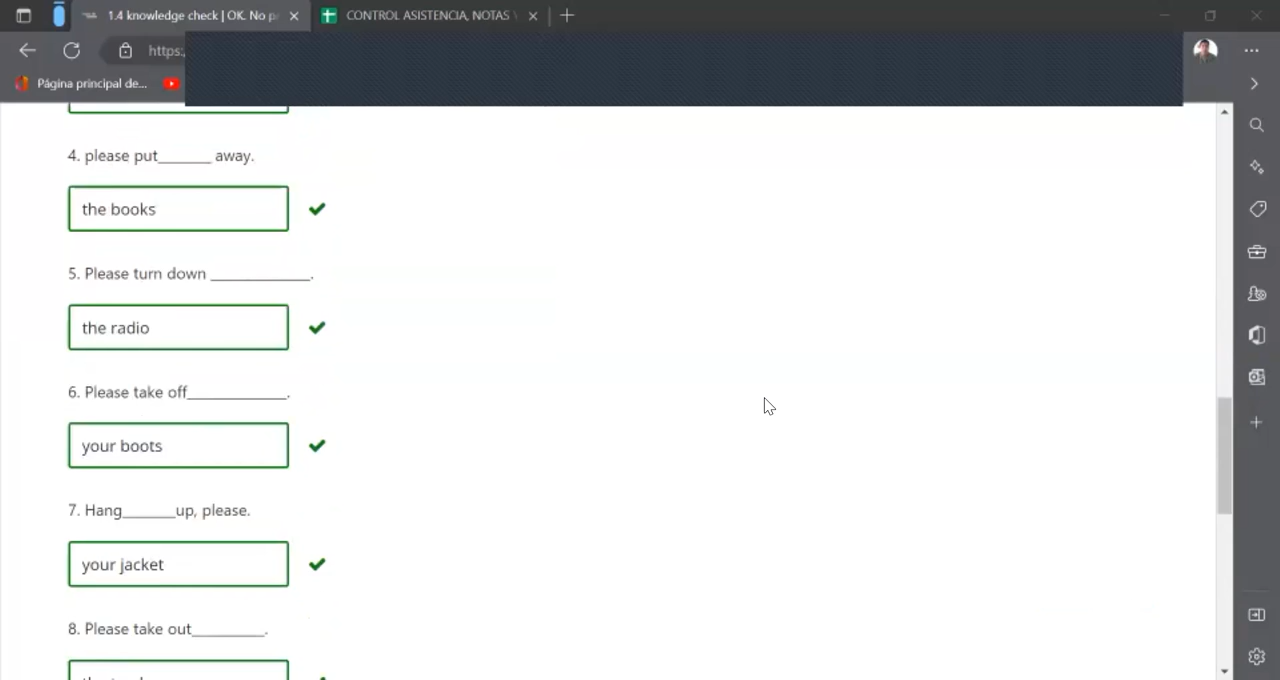 1.4 knowledge check | OK. No p
CONTROL ASISTENCIA, NOTAS
https:
Página principal de...
4. please put_______ away.
the books
5. Please turn down _____________.
the radio
6. Please take off_____________.
your boots
7. Hang_______up, please.
your jacket
8. Please take out__________.